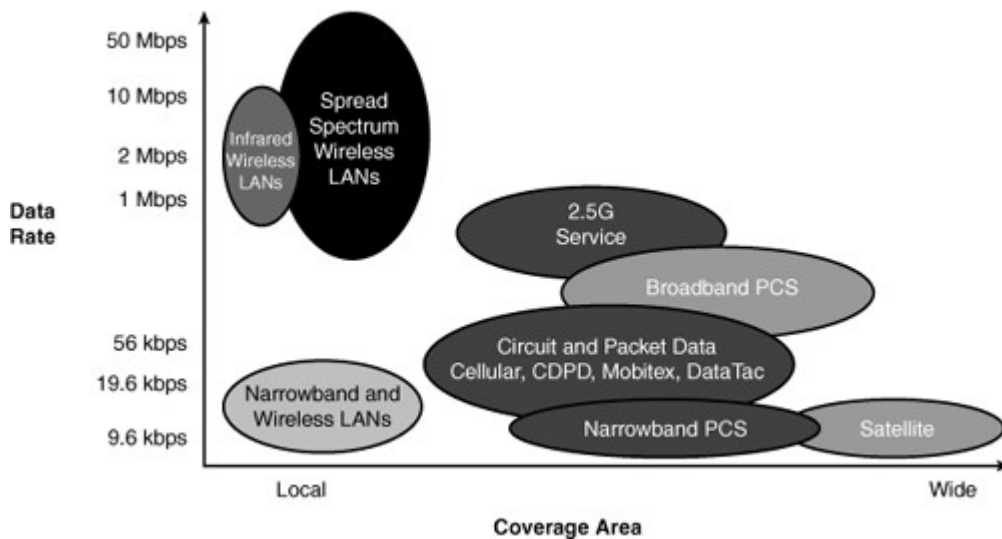 50 Mbps
10 Mbps
2 Mbps
1 Mbps
Data
Rate
56 kbps
19.6 kbps
9.6 kbps
Infrared
Wireless
LANs
Spread
Spectrum
Wireless
LANs
2.5G
Service
Broadband PCS
Circuit and Packet Data
Cellular, CDPD, Mobitex, DataTac
Narrowband and
Wireless LANs
Narrowband PCS
Satellite
Local
Wide
Coverage Area